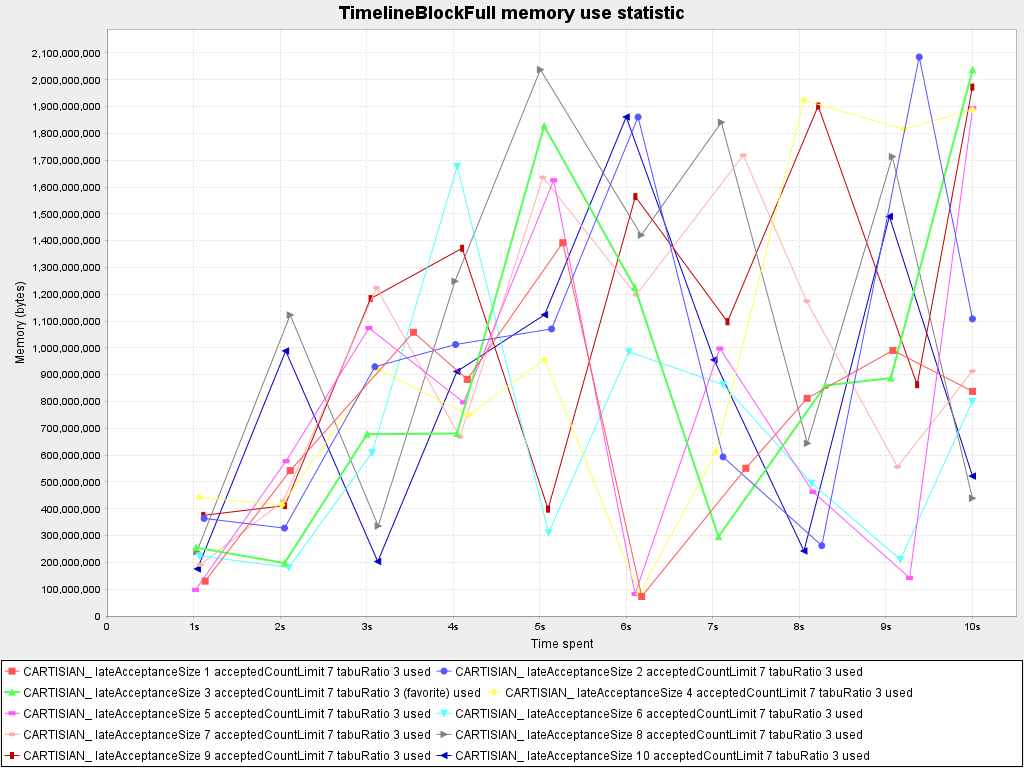 TimelineBlockFull memory use statistic
Memory (bytes)
2,100,000,000
2,000,000,000
1,900,000,000
1,800,000,000
1,700,000,000
1,600,000,000
1,500,000,000
1,400,000,000
1,300,000,000
1,200,000,000
1,100,000,000
1,000,000,000
900,000,000
800,000,000
700,000,000
600,000,000
500,000,000
400,000,000
300,000,000
200,000,000
100,000,000
0
0 1s 2s 3s 4s 5s 6s 7s 8s 9s 10s
Time spent
CARTISIAN_ lateAcceptanceSize 1 acceptedCountLimit 7 tabuRatio 3 used CARTISIAN_ lateAcceptanceSize 2 acceptedCountLimit 7 tabuRatio 3 used
CARTISIAN_ lateAcceptanceSize 3 acceptedCountLimit 7 tabuRatio 3 (favorite) used CARTISIAN_ lateAcceptanceSize 4 acceptedCountLimit 7 tabuRatio 3 used
CARTISIAN_ lateAcceptanceSize 5 acceptedCountLimit 7 tabuRatio 3 used CARTISIAN_ lateAcceptanceSize 6 acceptedCountLimit 7 tabuRatio 3 used
CARTISIAN_ lateAcceptanceSize 7 acceptedCountLimit 7 tabuRatio 3 used CARTISIAN_ lateAcceptanceSize 8 acceptedCountLimit 7 tabuRatio 3 used
CARTISIAN_ lateAcceptanceSize 9 acceptedCountLimit 7 tabuRatio 3 used CARTISIAN_ lateAcceptanceSize 10 acceptedCountLimit 7 tabuRatio 3 used